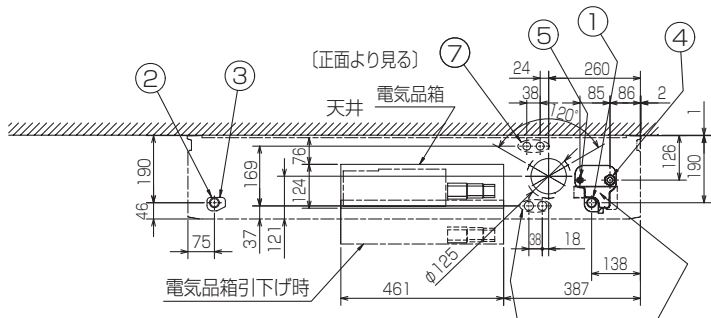 〔正面より見る〕
天井
電気品箱
電気品箱引下げ時
① ② ③ ④ ⑤ ⑦
24 260
38 85 86 2
120°
1
190 46
75
169 37
76 124
121
φ125
38 18
126 190
138
461 387